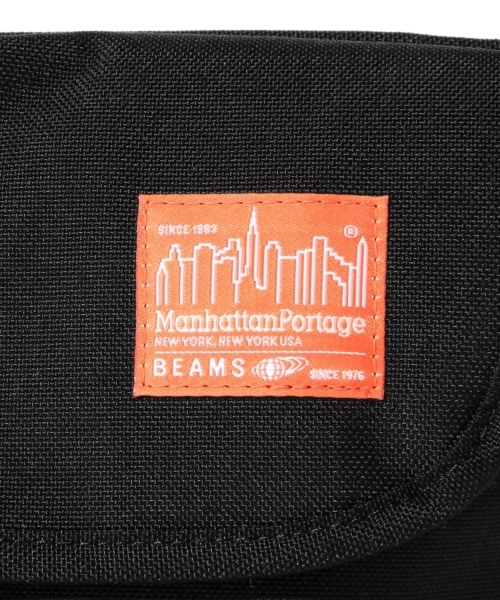 SINCE 1983
®
ManhattanPortage
NEW YORK, NEW YORK USA
BEAMS SINCE 1976